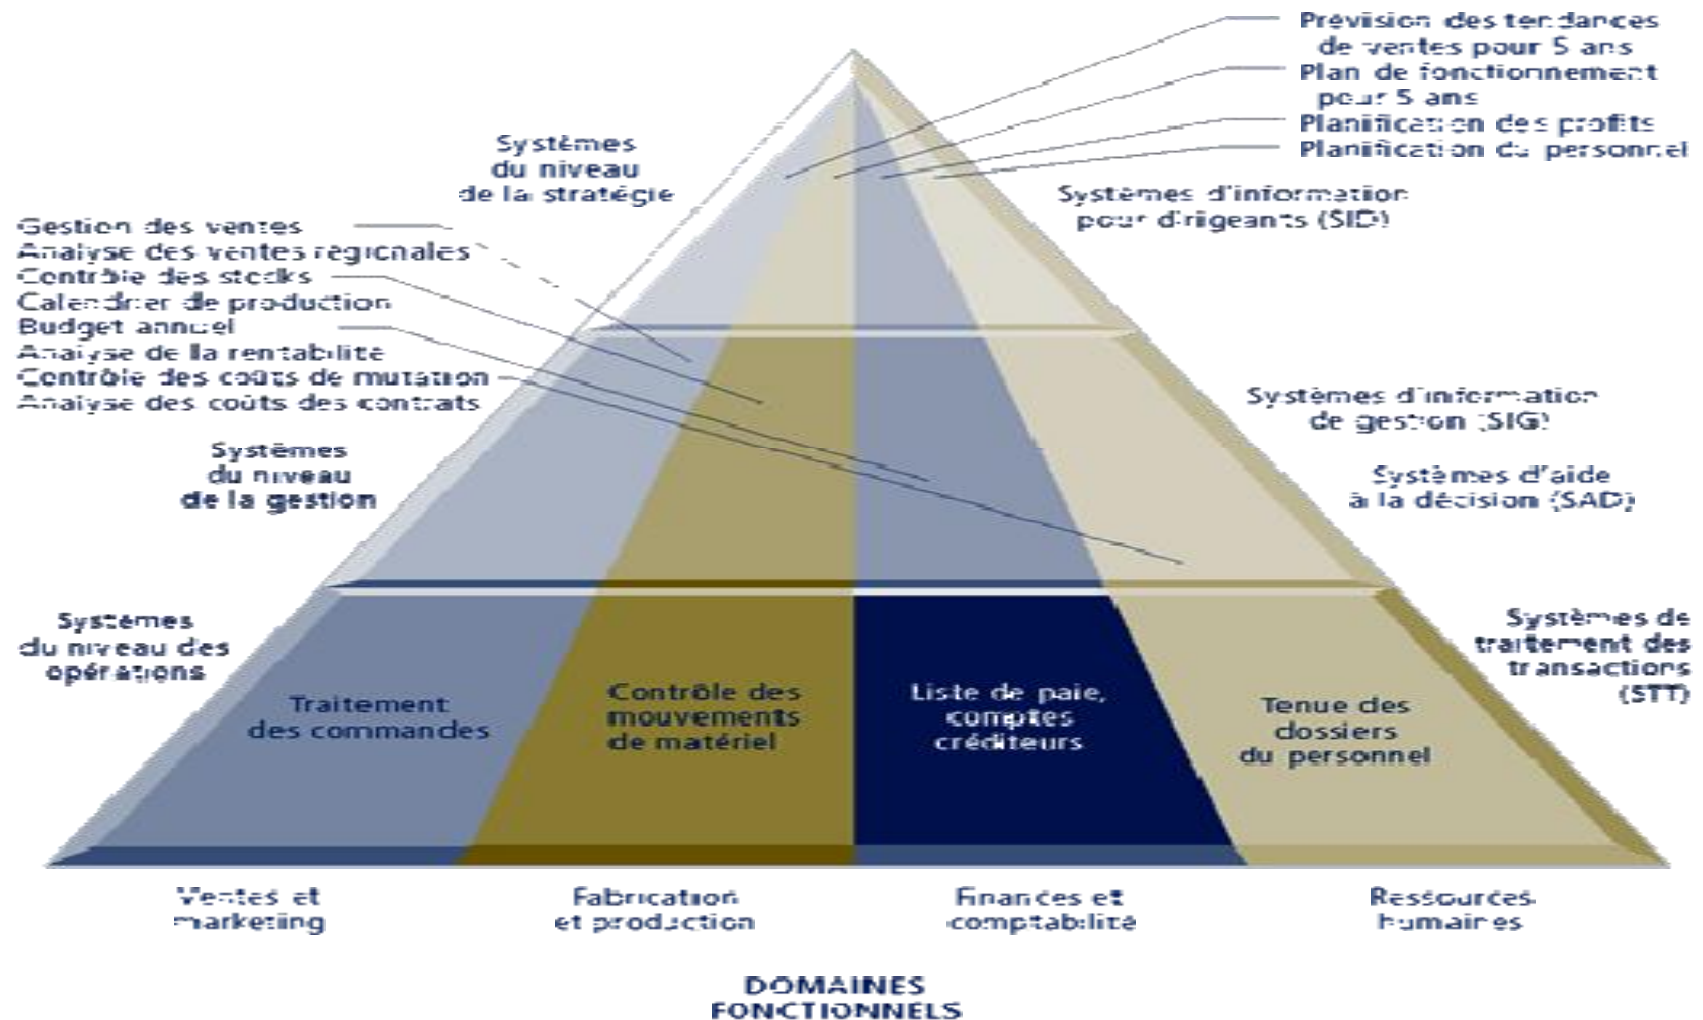 Prévision des tendances
de ventes pour 5 ans
Plan de fonctionnement
pour 5 ans
Planification des profits
Planification du personnel
Systèmes
du niveau
de la stratégie
Systèmes d'information
pour dirigeants (SID)
Gestion des ventes
Analyse des ventes régionales
Contrôle des stocks
Calendrier de production
Budget annuel
Analyse de la rentabilité
Contrôle des coûts de mutation
Analyse des coûts des contrats
Systèmes d'information
de gestion (SIG)
Systèmes
du niveau
de la gestion
Systèmes d'aide
à la décision (SAD)
Systèmes
du niveau des
opérations
Systèmes de
traitement des
transactions
(STT)
Traitement
des commandes
Contrôle des
mouvements
de matériel
Liste de paie,
comptes
créditeurs
Tenue des
dossiers
du personnel
Ventes et
marketing
Fabrication
et production
Finances et
comptabilité
Ressources
humaines
DOMAINES
FONCTIONNELS